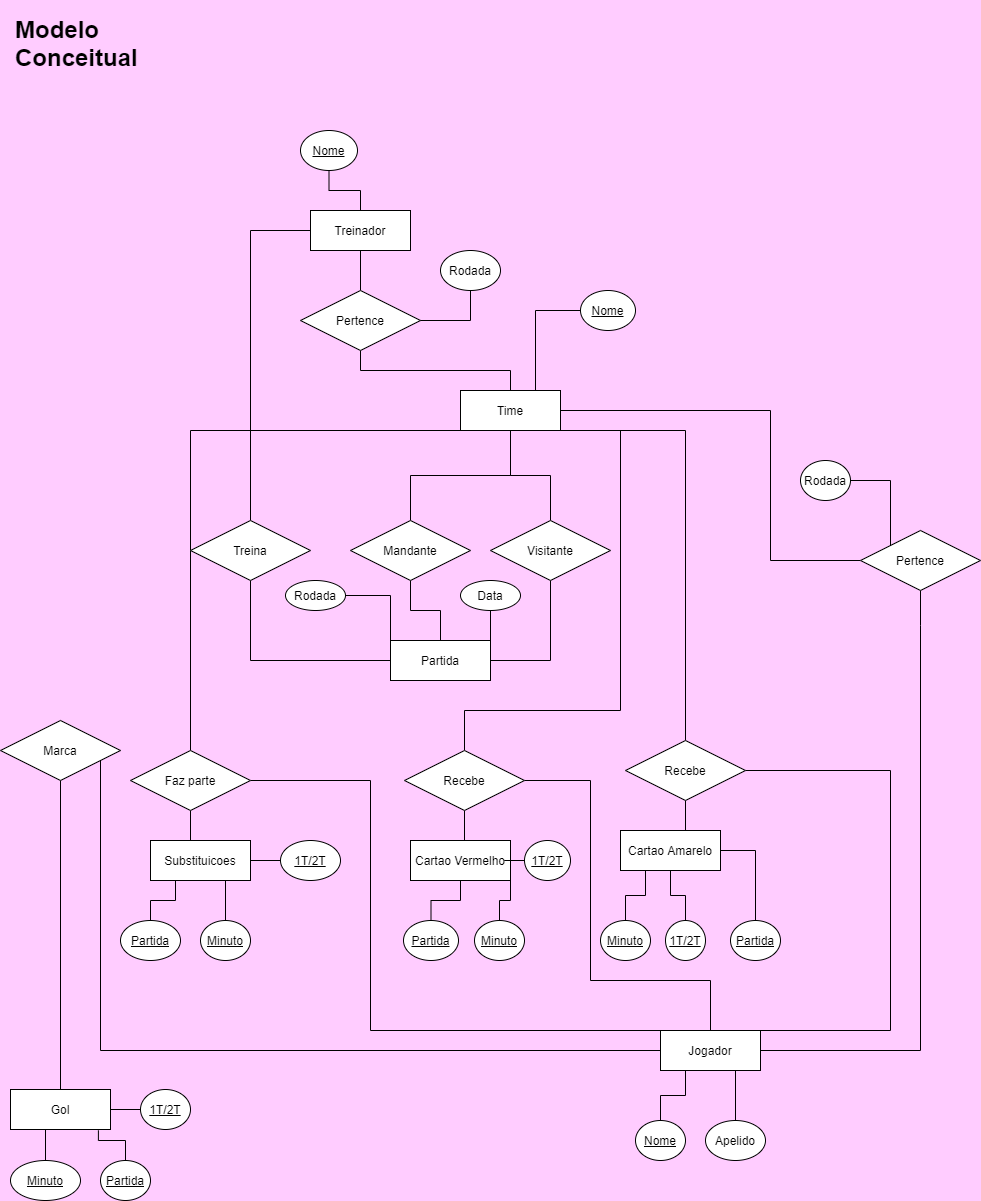 Modelo
Conceitual
Nome
Treinador
Rodada
Pertence
Nome
Time
Rodada
Treina
Mandante
Visitante
Pertence
Rodada
Data
Partida
Marca
Faz parte
Recebe
Recebe
Substituicoes
1T/2T
Cartao Vermelho
1T/2T
Cartao Amarelo
Partida
Minuto
Partida
Minuto
Minuto
1T/2T
Partida
Jogador
Gol
1T/2T
Nome
Apelido
Minuto
Partida